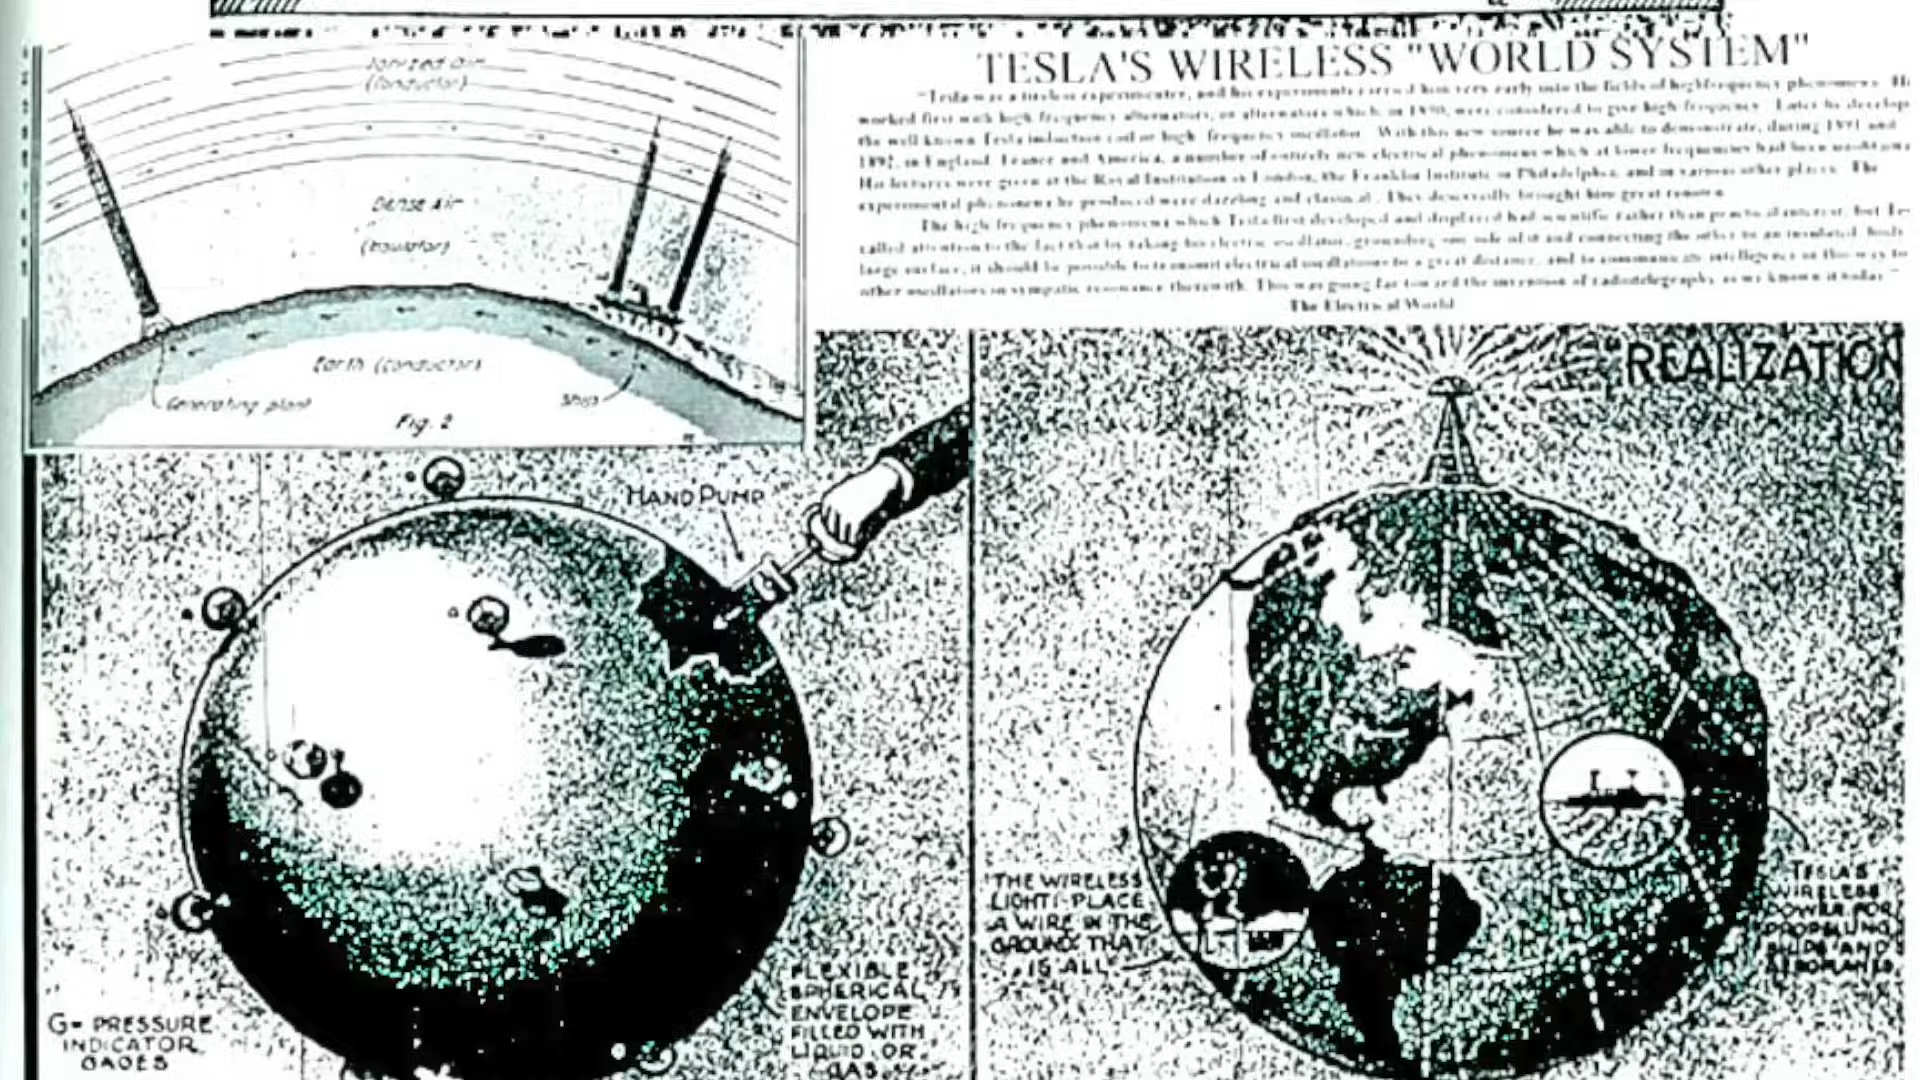 Ionized Air
(conductor)
Dense Air
(Insulator)
Earth (conductor)
Generating plant
Ship
Fig. 2
TESLA'S WIRELESS "WORLD SYSTEM"
"Tesla was a tireless experimenter, and his experiments carried him very early into the fields of high frequency phenomena. He
worked first with high frequency alternators, or alternators which, in 1890, were considered to give high frequency. Later he develop
the well known Tesla induction coil or high frequency oscillator. With this new source he was able to demonstrate, during 1891 and
1892, in England, France and America, a number of entirely new electrical phenomena which at lower frequencies had been
His lectures were given at the Royal Institution in London, the Franklin Institute in Philadelphia, and in various other places. The
experimental phenomena he produced were dazzling and classical. They deservedly brought him great renown.
The high frequency phenomena which Tesla first developed and displayed had scientific rather than practical interest, but Te
called attention to the fact that by taking his electric oscillator, grounding one side of it and connecting the other to an insulated body
large surface, it should be possible to transmit electrical oscillations to a great distance, and to communicate intelligence in this way to
other oscillators in sympathetic resonance therewith. This was going far toward the invention of radiotelegraphy as we known it today."
The Electrical World
HAND PUMP
G= PRESSURE
INDICATOR
GAGES
FLEXIBLE
SPHERICAL
ENVELOPE
FILLED WITH
LIQUID OR
GAS
REALIZATION
THE WIRELESS
LIGHT:-PLACE
A WIRE IN THE
GROUND, THAT
IS ALL
TESLA'S
WIRELESS
POWER FOR
PROPELLING
SHIPS AND
AEROPLANES